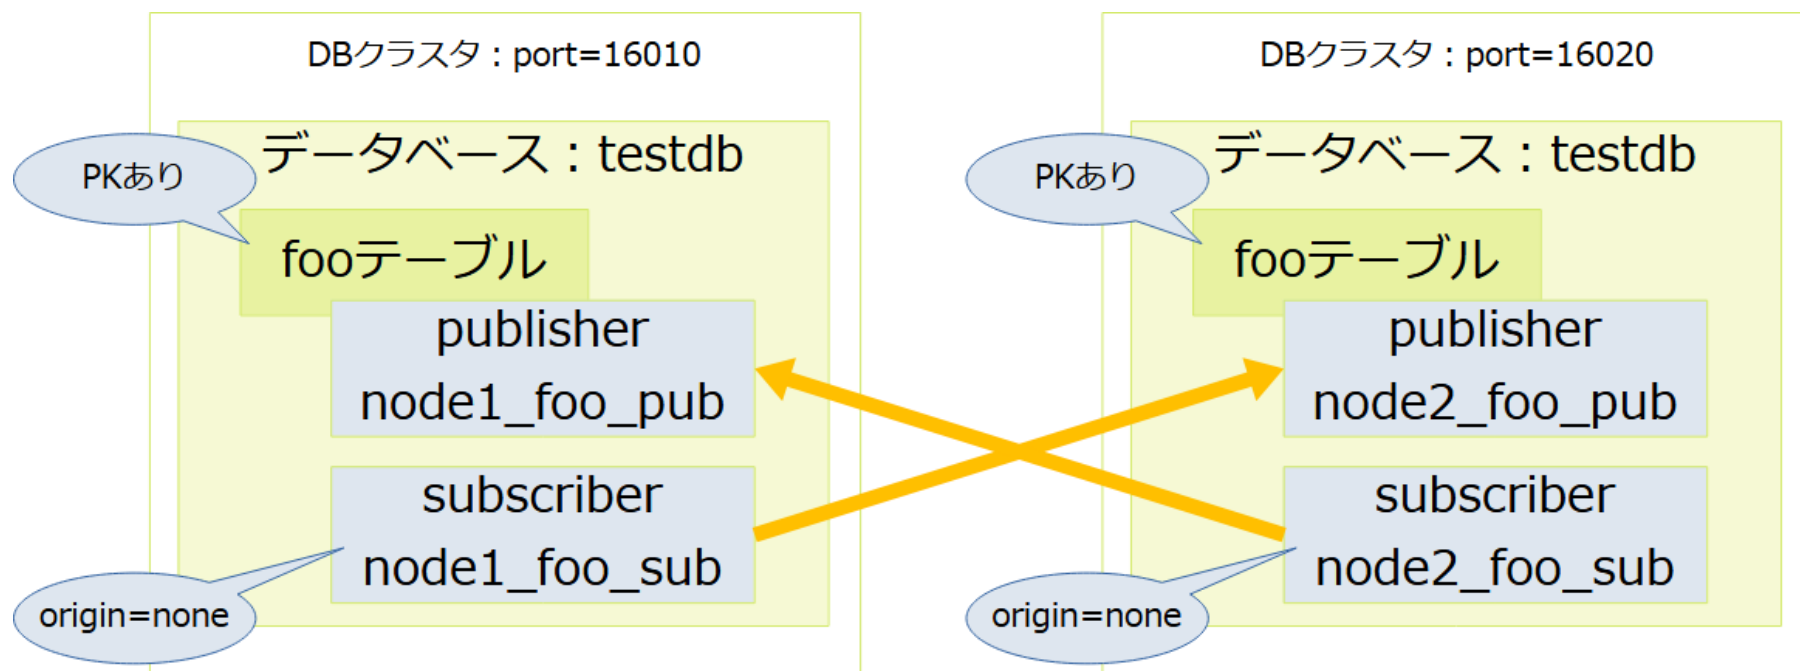 DBクラスタ：port=16010
データベース：testdb
PKあり
fooテーブル
publisher
node1_foo_pub
subscriber
node1_foo_sub
origin=none
DBクラスタ：port=16020
データベース：testdb
PKあり
fooテーブル
publisher
node2_foo_pub
subscriber
node2_foo_sub
origin=none